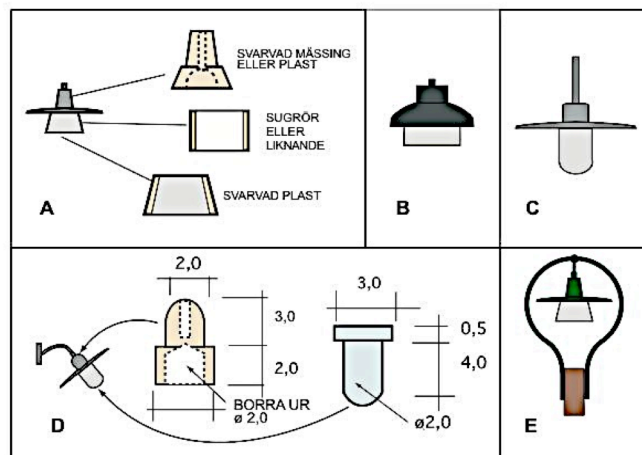 SVARVAD MÄSSING
ELLER PLAST
SUGRÖR
ELLER
LIKNANDE
SVARVAD PLAST
A
B
C
2,0
3,0
2,0
BORRA UR
ø 2,0
3,0
0,5
4,0
ø2,0
D
E